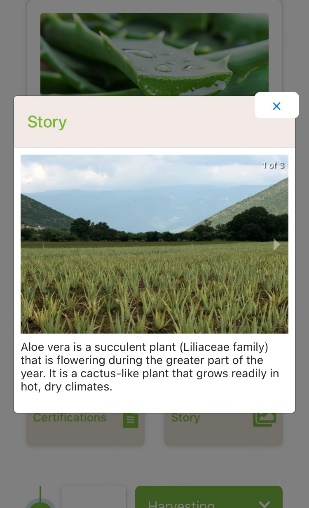 Story
1 of 3
Aloe vera is a succulent plant (Liliaceae family)
that is flowering during the greater part of the
year. It is a cactus-like plant that grows readily in
hot, dry climates.
Certifications
Story
Harvesting